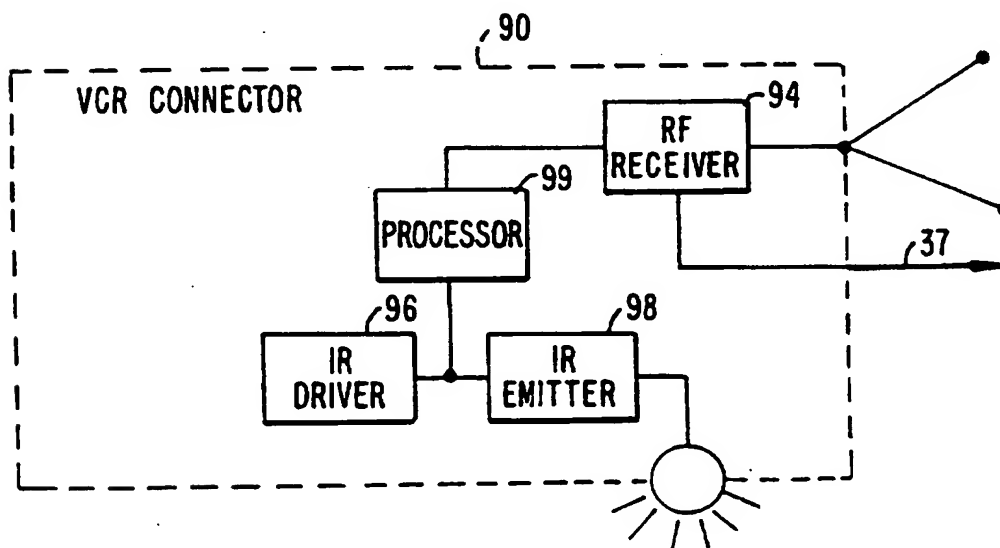 90
VCR CONNECTOR
94
RF
RECEIVER
99
PROCESSOR
37
96
98
IR
DRIVER
IR
EMITTER